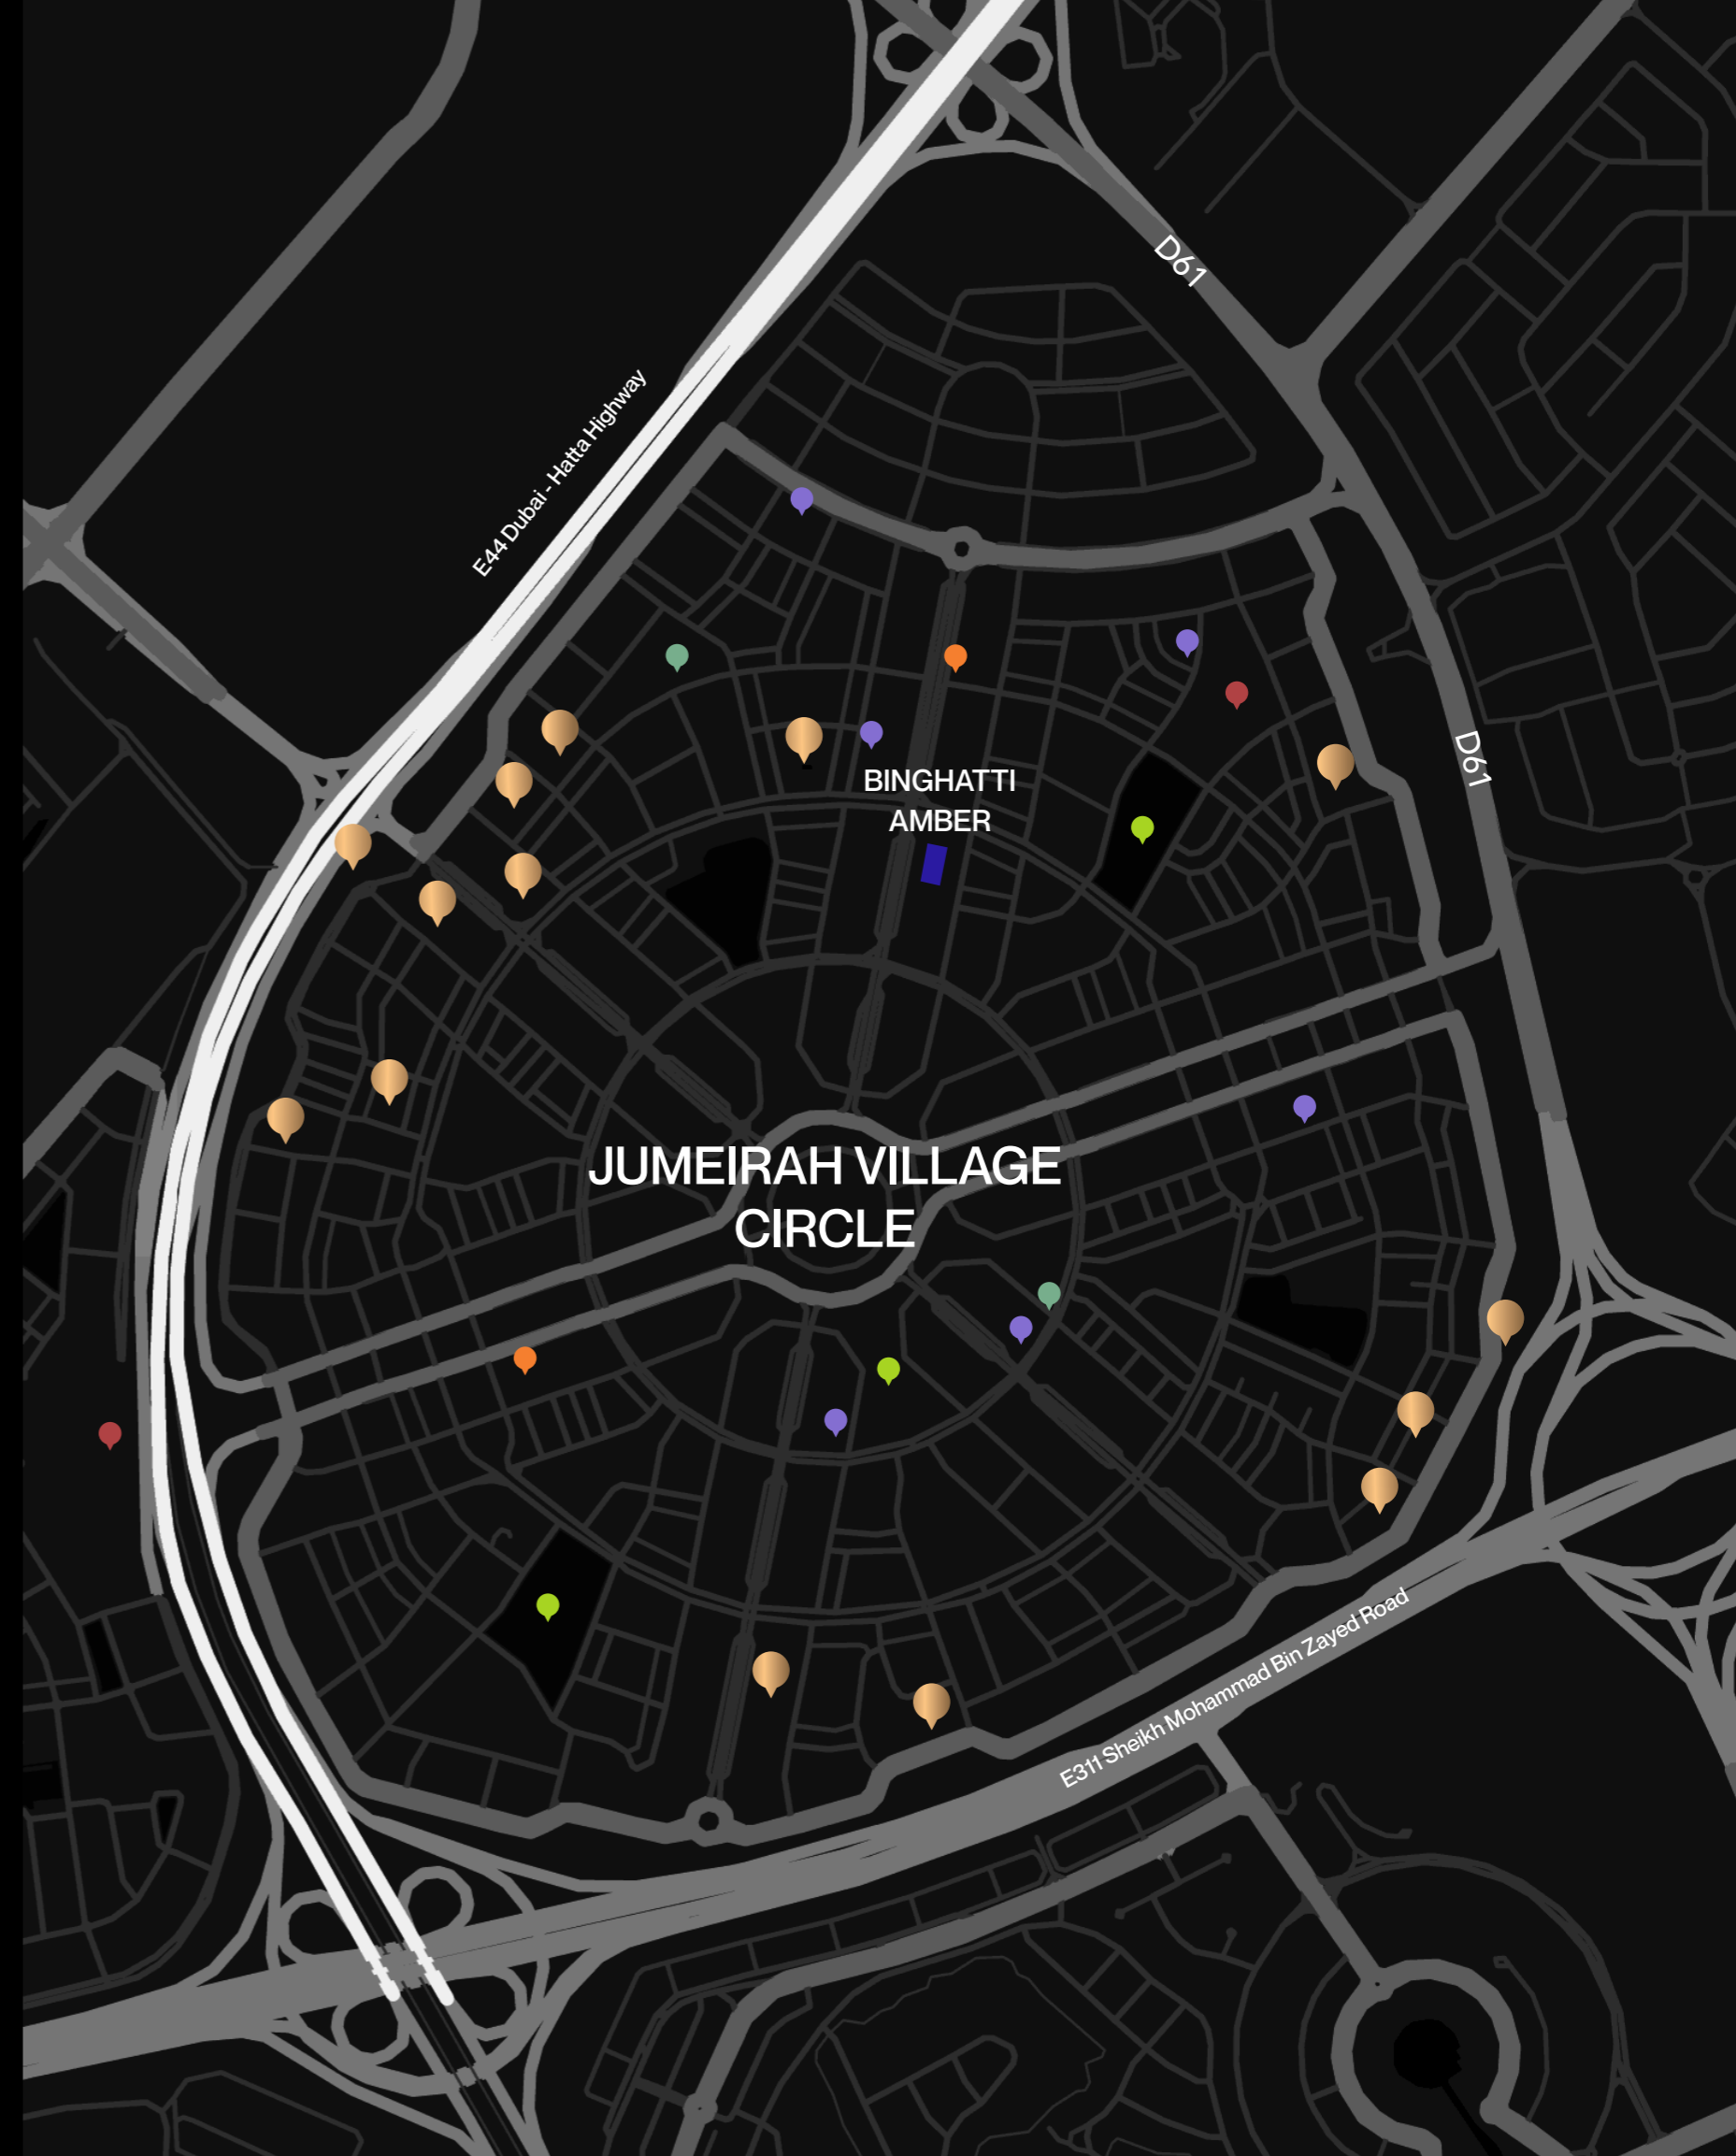 D61
E44 Dubai - Hatta Highway
D61
BINGHATTI
AMBER
JUMEIRAH VILLAGE
CIRCLE
E311 Sheikh Mohammad Bin Zayed Road